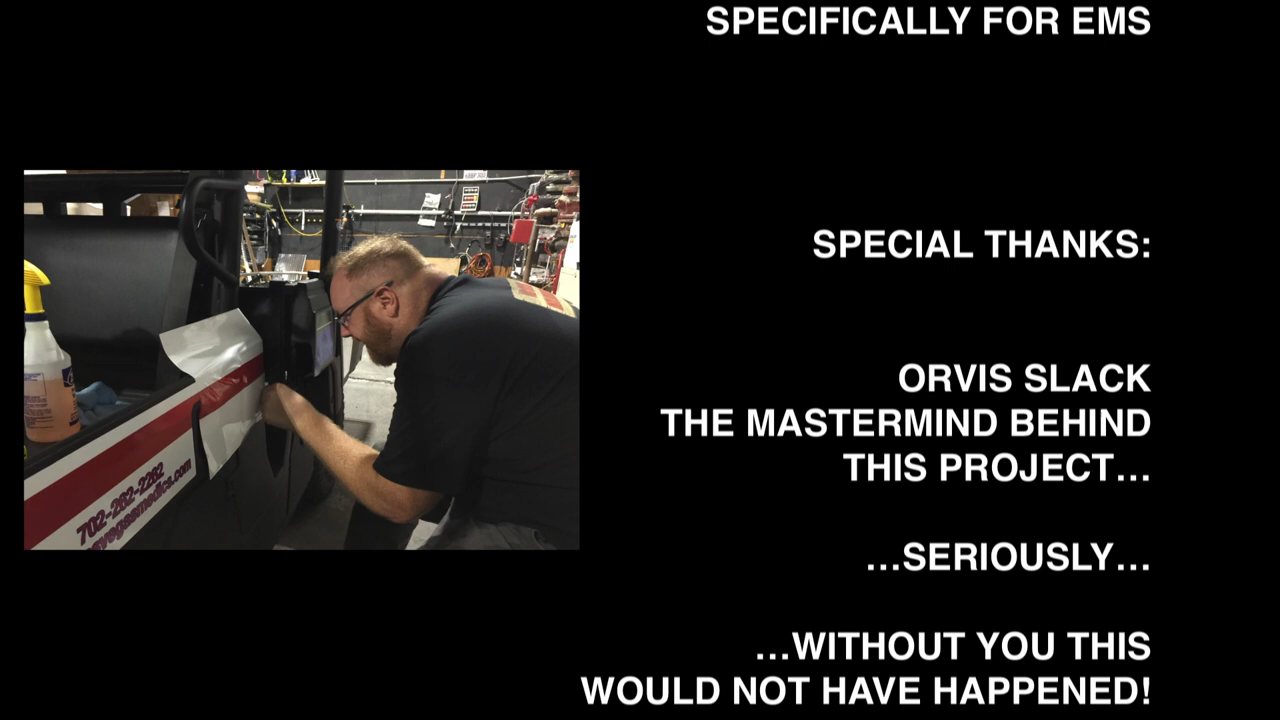 SPECIFICALLY FOR EMS
SPECIAL THANKS:
ORVIS SLACK
THE MASTERMIND BEHIND
THIS PROJECT...
...SERIOUSLY...
...WITHOUT YOU THIS
WOULD NOT HAVE HAPPENED!
702-262-2262